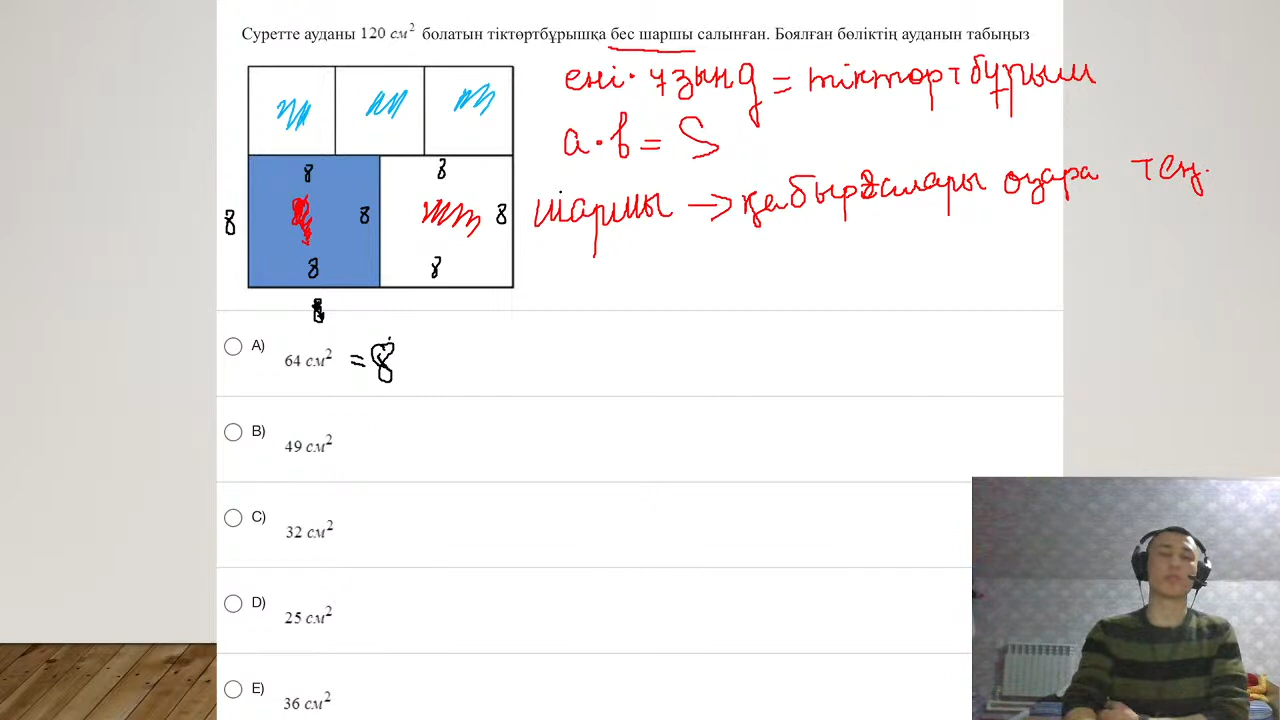 Суретте ауданы 120 см² болатын тіктөртбұрышқа бес шаршы салынған. Боялған бөліктің ауданын табыңыз
ені · ұзынд = тіктөртбұрыш
а · в = S
шаршы → қабырғалары өзара тең.
8 8
8 8 8
8 8
8
A) 64 см² = 8
B) 49 см²
C) 32 см²
D) 25 см²
E) 36 см²